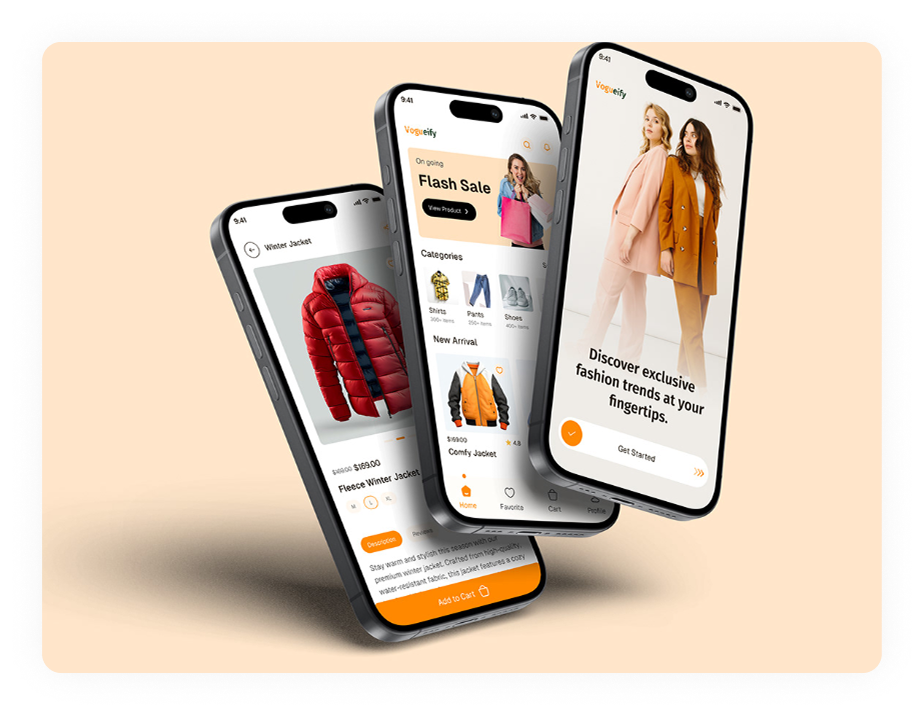 9:41
Winter Jacket
$169.00
Fleece Winter Jacket
M
L
XL
Description
Reviews
Stay warm and stylish this season with our
premium winter jacket. Crafted from high-quality,
water-resistant fabric, this jacket features a cozy
Add to Cart
9:41
Vogueify
On going
Flash Sale
View Product
Categories
S
Shirts
Pants
Shoes
300+ Items
400+ Items
New Arrival
$169.00
4.8
Comfy Jacket
Home
Favorits
Cart
Profile
9:41
Vogueify
Discover exclusive
fashion trends at your
fingertips.
Get Started